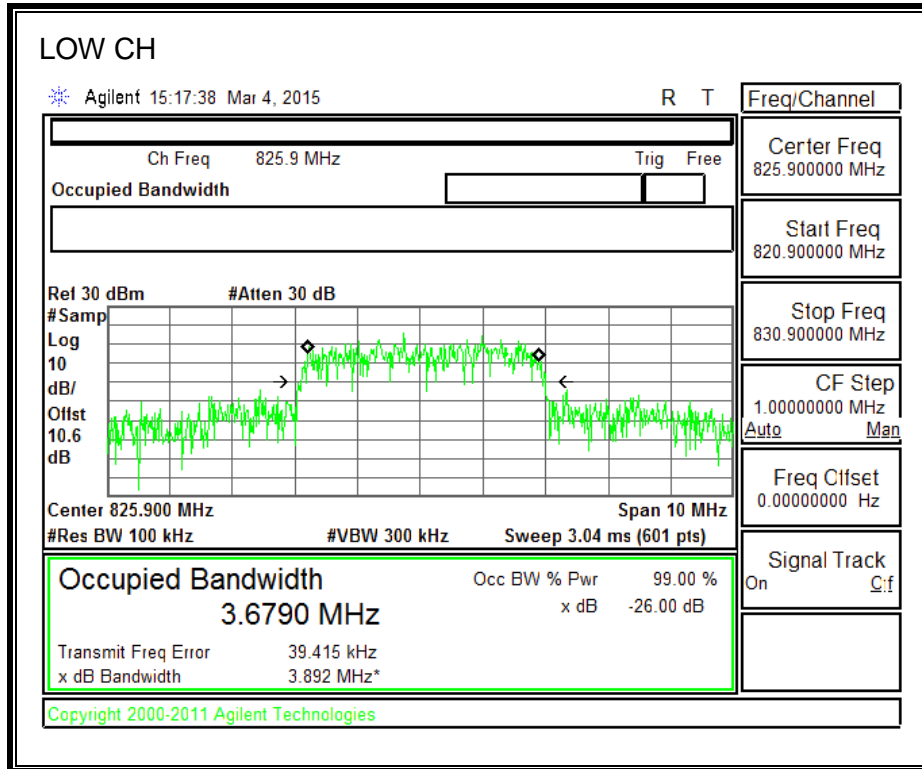 LOW CH
Agilent 15:17:38 Mar 4, 2015 R T
Freq/Channel
Ch Freq 825.9 MHz Trig Free
Occupied Bandwidth
Center Freq
825.900000 MHz
Start Freq
820.900000 MHz
Stop Freq
830.900000 MHz
CF Step
1.00000000 MHz
Auto Man
Freq Offset
0.00000000 Hz
Signal Track
On Off
Ref 30 dBm #Atten 30 dB
#Samp
Log
10
dB/
Offst
10.6
dB
Center 825.900 MHz Span 10 MHz
#Res BW 100 kHz #VBW 300 kHz Sweep 3.04 ms (601 pts)
Occupied Bandwidth Occ BW % Pwr 99.00 %
3.6790 MHz x dB -26.00 dB
Transmit Freq Error 39.415 kHz
x dB Bandwidth 3.892 MHz*
Copyright 2000-2011 Agilent Technologies